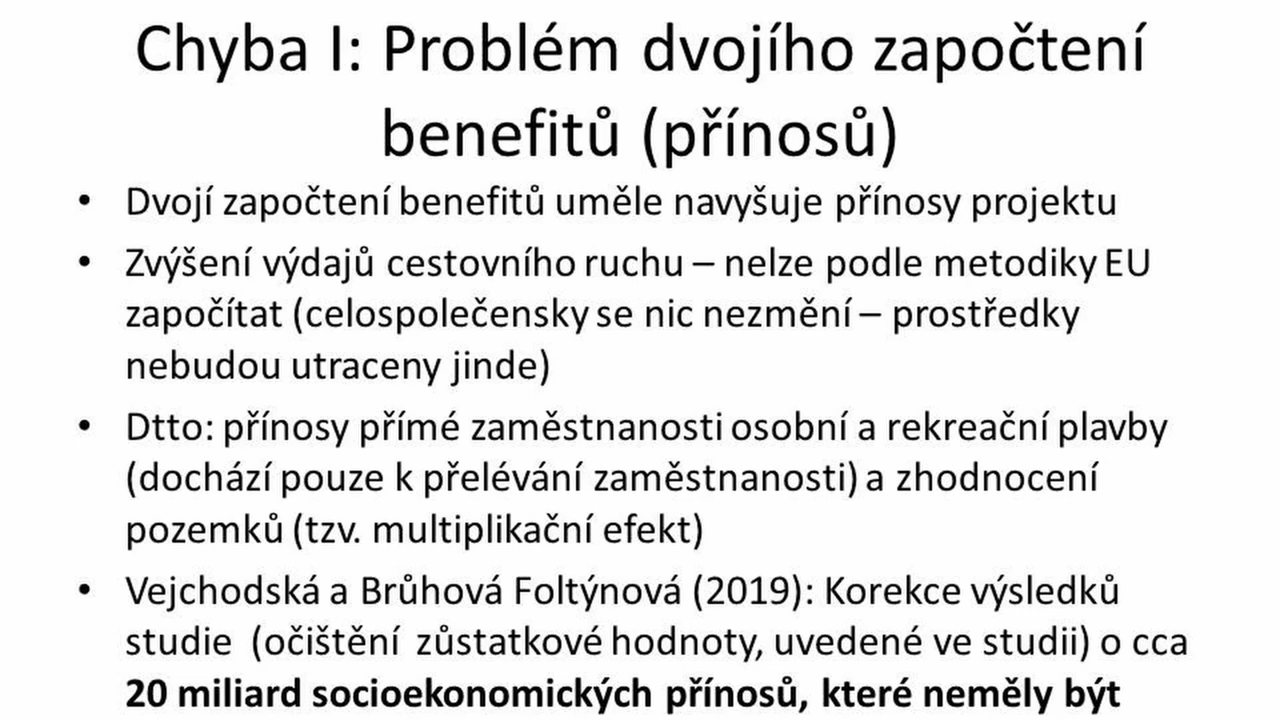 Chyba I: Problém dvojího započtení
benefitů (přínosů)
• Dvojí započtení benefitů uměle navyšuje přínosy projektu
• Zvýšení výdajů cestovního ruchu – nelze podle metodiky EU
započítat (celospolečensky se nic nezmění – prostředky
nebudou utraceny jinde)
• Dtto: přínosy přímé zaměstnanosti osobní a rekreační plavby
(dochází pouze k přelévání zaměstnanosti) a zhodnocení
pozemků (tzv. multiplikační efekt)
• Vejchodská a Brůhová Foltýnová (2019): Korekce výsledků
studie (očištění zůstatkové hodnoty, uvedené ve studii) o cca
20 miliard socioekonomických přínosů, které neměly být